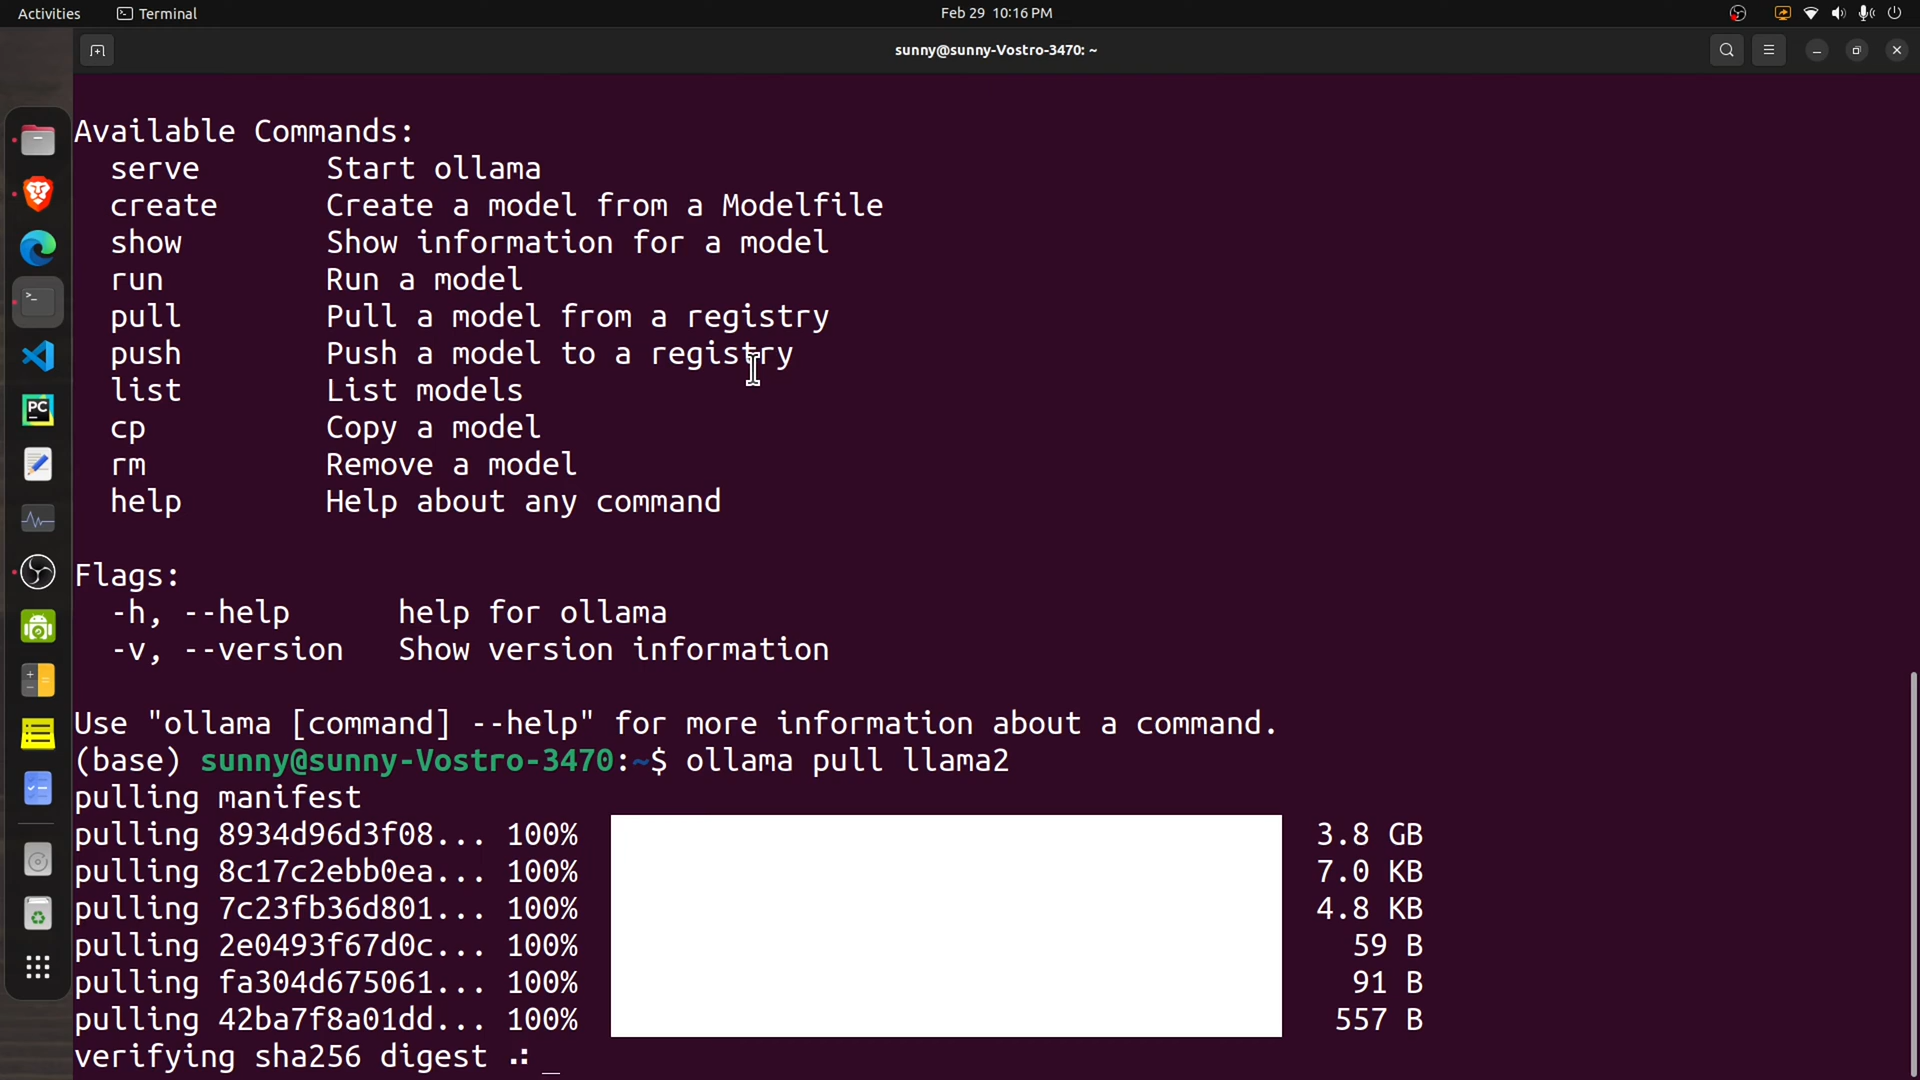 Activities Terminal Feb 29 10:16 PM
sunny@sunny-Vostro-3470: ~
Available Commands:
serve Start ollama
create Create a model from a Modelfile
show Show information for a model
run Run a model
pull Pull a model from a registry
push Push a model to a registry
list List models
cp Copy a model
rm Remove a model
help Help about any command
Flags:
-h, --help help for ollama
-v, --version Show version information
Use "ollama [command] --help" for more information about a command.
(base) sunny@sunny-Vostro-3470:~$ ollama pull llama2
pulling manifest
pulling 8934d96d3f08... 100% 3.8 GB
pulling 8c17c2ebb0ea... 100% 7.0 KB
pulling 7c23fb36d801... 100% 4.8 KB
pulling 2e0493f67d0c... 100% 59 B
pulling fa304d675061... 100% 91 B
pulling 42ba7f8a01dd... 100% 557 B
verifying sha256 digest
PC